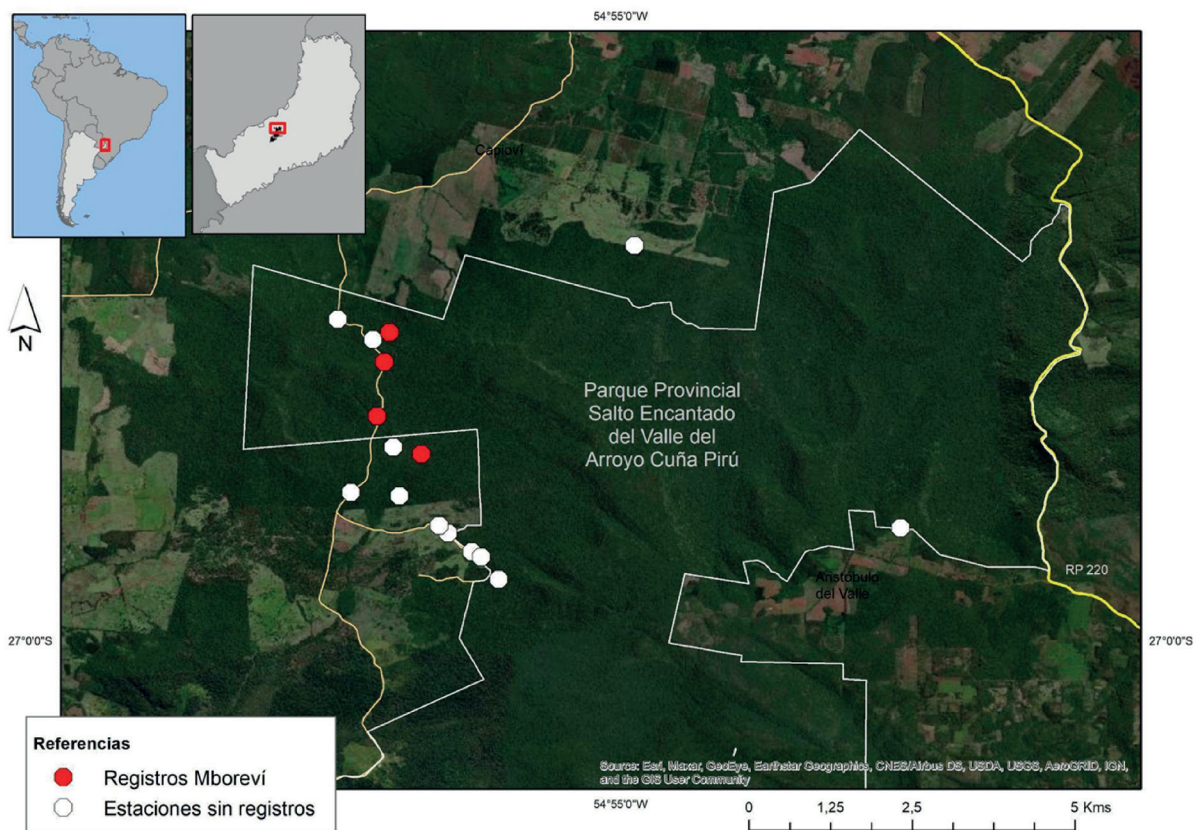 54°55'0"W
Capioví
N
Parque Provincial
Salto Encantado
del Valle del
Arroyo Cuña Pirú
RP 220
Aristóbulo
del Valle
27°0'0"S
27°0'0"S
Referencias
Registros Mboreví
Estaciones sin registros
Source: Esri, Maxar, GeoEye, Earthstar Geographics, CNES/Airbus DS, USDA, USGS, AeroGRID, IGN,
and the GIS User Community
54°55'0"W
0 1,25 2,5 5 Kms